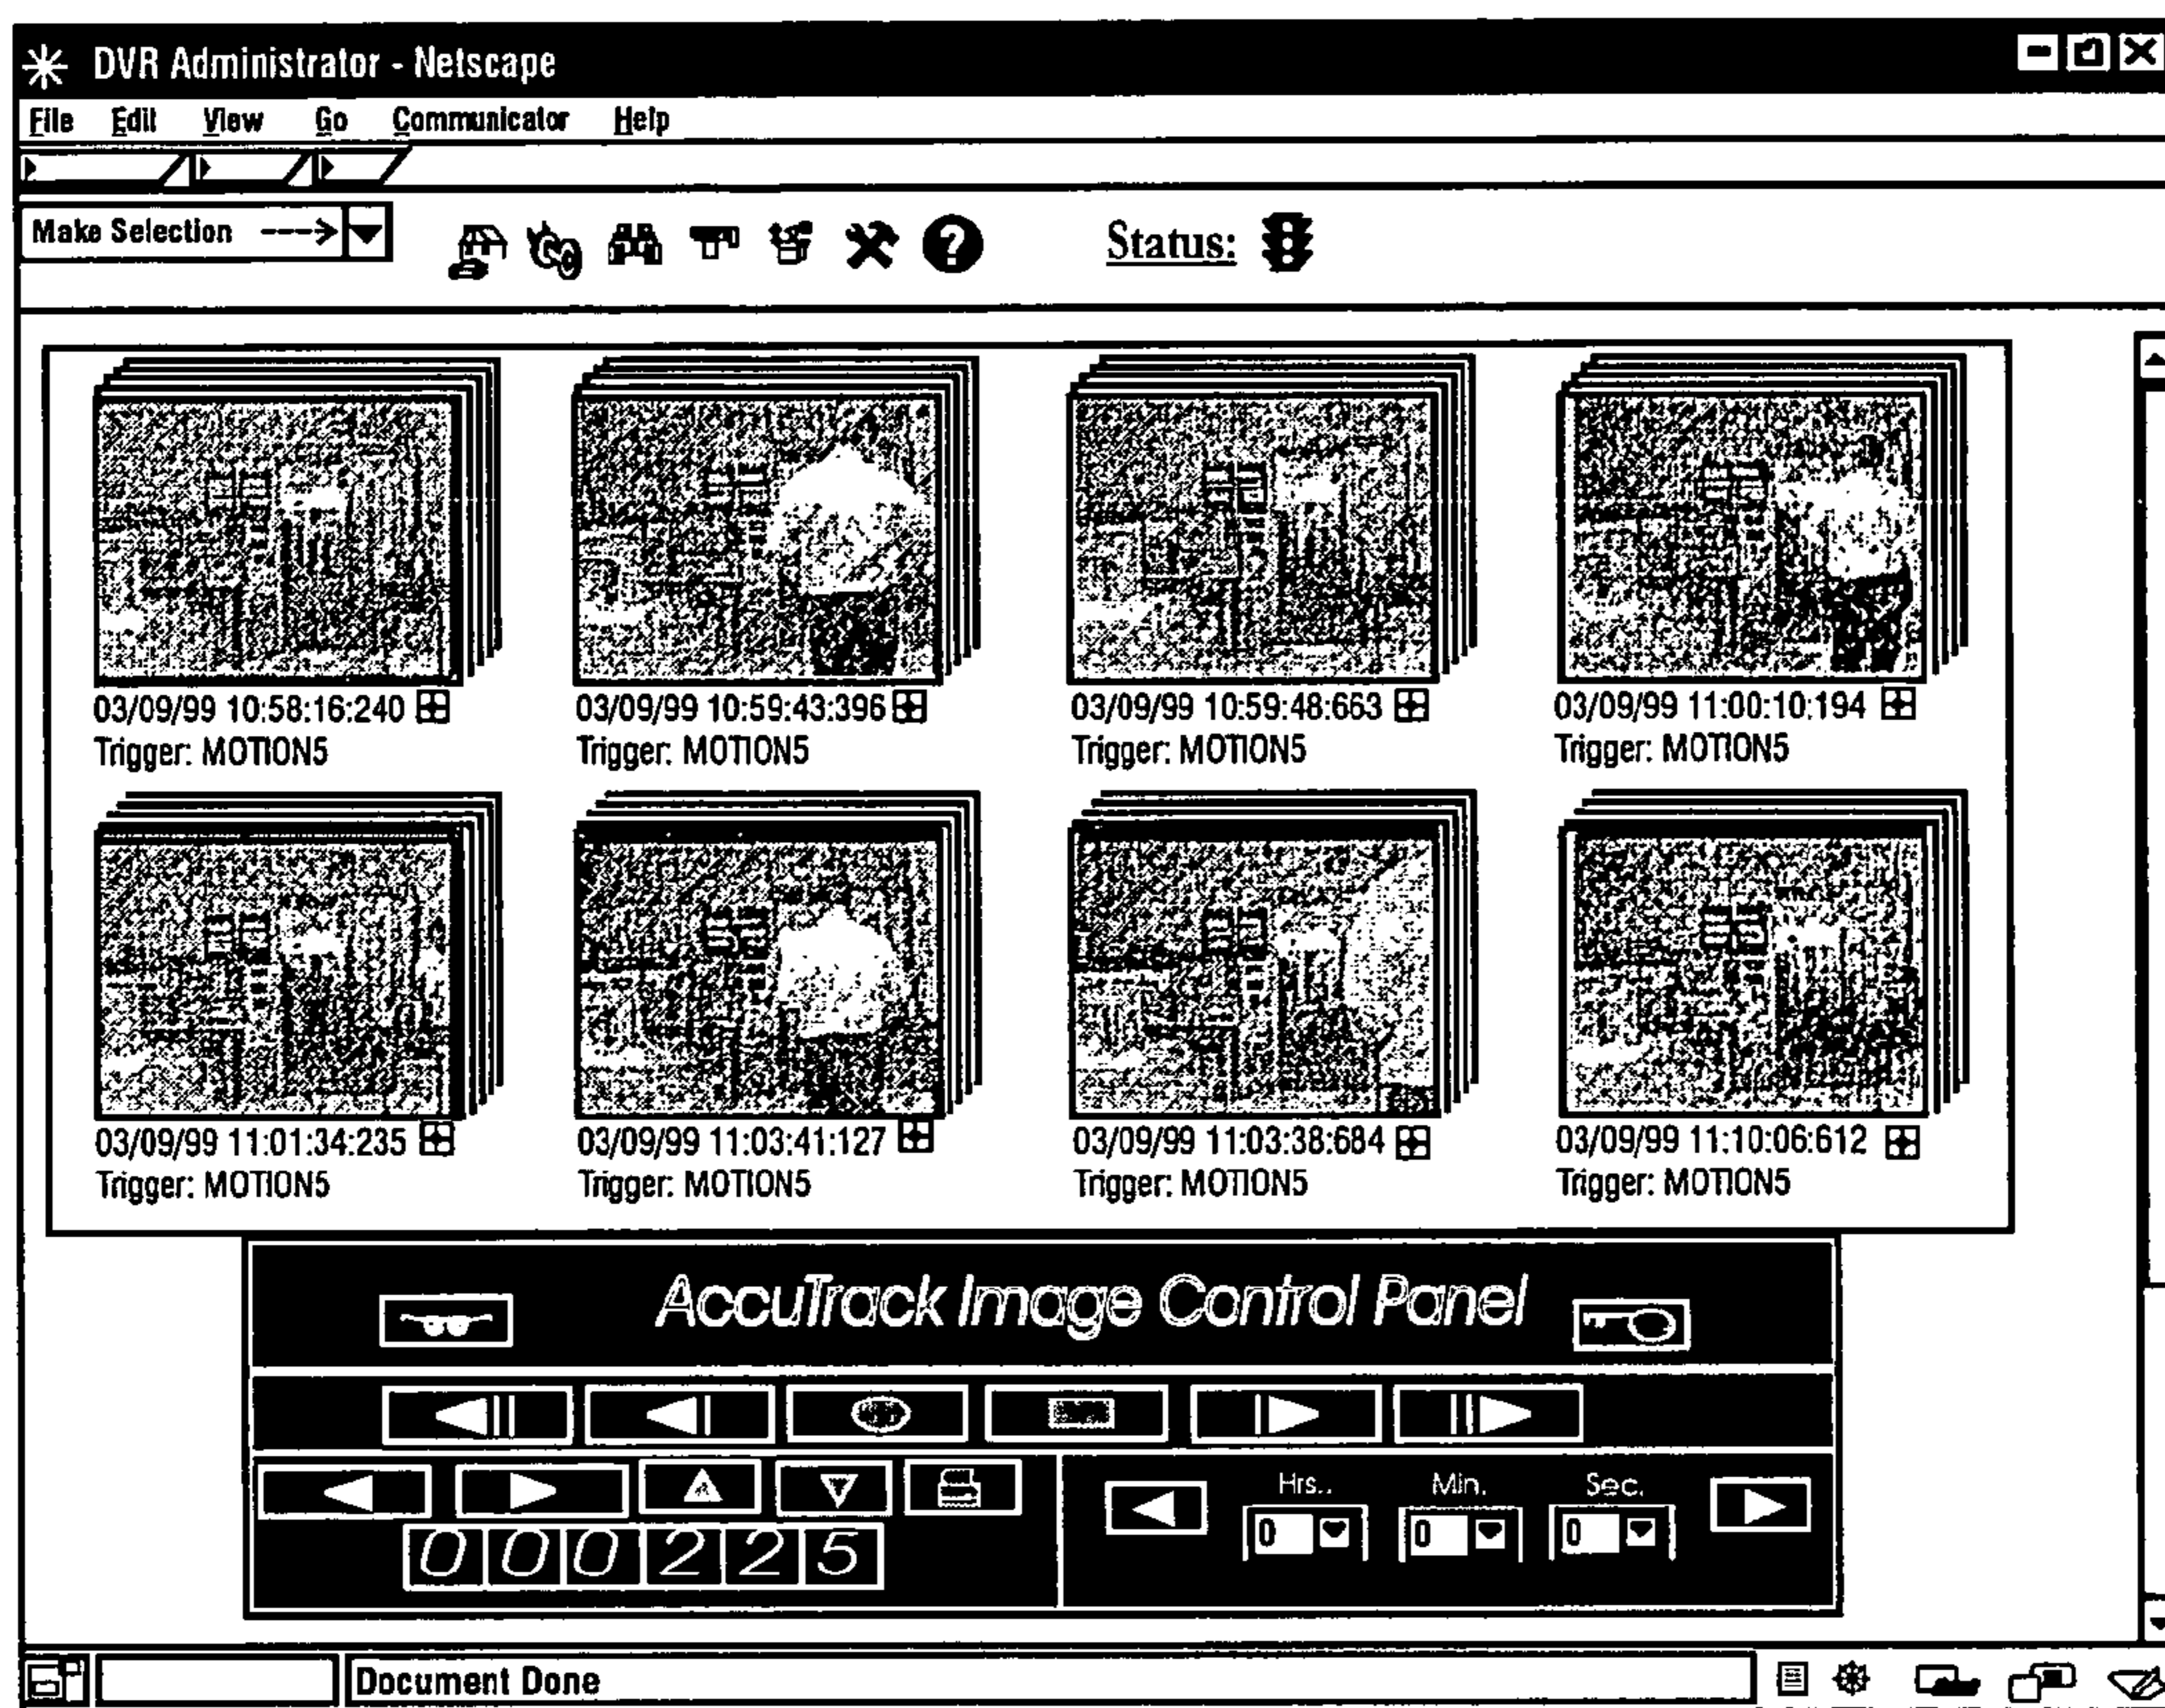 DVR Administrator - Netscape
File Edit View Go Communicator Help
Make Selection --->
Status:
03/09/99 10:58:16:240 03/09/99 10:59:43:396 03/09/99 10:59:48:663 03/09/99 11:00:10:194
Trigger: MOTION5 Trigger: MOTION5 Trigger: MOTION5 Trigger: MOTION5
03/09/99 11:01:34:235 03/09/99 11:03:41:127 03/09/99 11:03:38:684 03/09/99 11:10:06:612
Trigger: MOTION5 Trigger: MOTION5 Trigger: MOTION5 Trigger: MOTION5
AccuTrack Image Control Panel
Hrs.. Min. Sec.
0 0 0
000225
Document Done